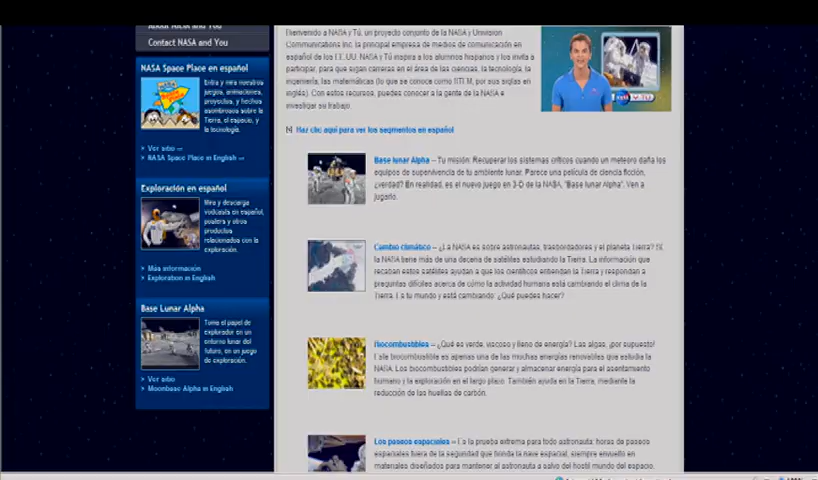 About NASA and You
Contact NASA and You
NASA Space Place en español
Entra y mira nuestros
juegos, animaciones,
proyectos, y hechos
asombrosos sobre la
Tierra, el espacio, y
la tecnología.
> Ver sitio →
> NASA Space Place in English →
Exploración en español
Mira y descarga
vodcasts en español,
posters y otros
productos
relacionados con la
exploración.
> Más información
> Exploration in English
Base Lunar Alpha
Toma el papel de
explorador en un
entorno lunar del
futuro, en un juego
de exploración.
> Ver sitio
> Moonbase Alpha in English
Bienvenido a NASA y Tú, un proyecto conjunto de la NASA y Univision
Communications Inc, la principal empresa de medios de comunicación en
español de los EE.UU. NASA y Tú inspira a los alumnos hispanos y los invita a
participar, para que sigan carreras en el área de las ciencias, la tecnología, la
ingeniería, las matemáticas (lo que se conoce como STEM, por sus siglas en
inglés). Con estos recursos, puedes conocer a la gente de la NASA e
investigar su trabajo.
Haz clic aquí para ver los segmentos en español
Base lunar Alpha – Tu misión: Recuperar los sistemas críticos cuando un meteoro daña los
equipos de supervivencia de tu ambiente lunar. Parece una película de ciencia ficción,
¿verdad? En realidad, es el nuevo juego en 3-D de la NASA, "Base lunar Alpha". Ven a
jugarlo.
Cambio climático – ¿La NASA es sobre astronautas, trasbordadores y el planeta Tierra? Sí,
la NASA tiene más de una decena de satélites estudiando la Tierra. La información que
recaban estos satélites ayudan a que los científicos entiendan la Tierra y respondan a
preguntas difíciles acerca de cómo la actividad humana está cambiando el clima de la
Tierra. Es tu mundo y está cambiando. ¿Qué puedes hacer?
Biocombustibles – ¿Qué es verde, viscoso y lleno de energía? Las algas, ¡por supuesto!
Este biocombustible es apenas una de las muchas energías renovables que estudia la
NASA. Los biocombustibles podrían generar y almacenar energía para el asentamiento
humano y la exploración en el largo plazo. También ayuda en la Tierra, mediante la
reducción de las huellas de carbón.
Los paseos espaciales – Es la prueba extrema para todo astronauta: horas de paseos
espaciales fuera de la seguridad que brinda la nave espacial, siempre envuelto en
materiales diseñados para mantener al astronauta a salvo del hostil mundo del espacio.